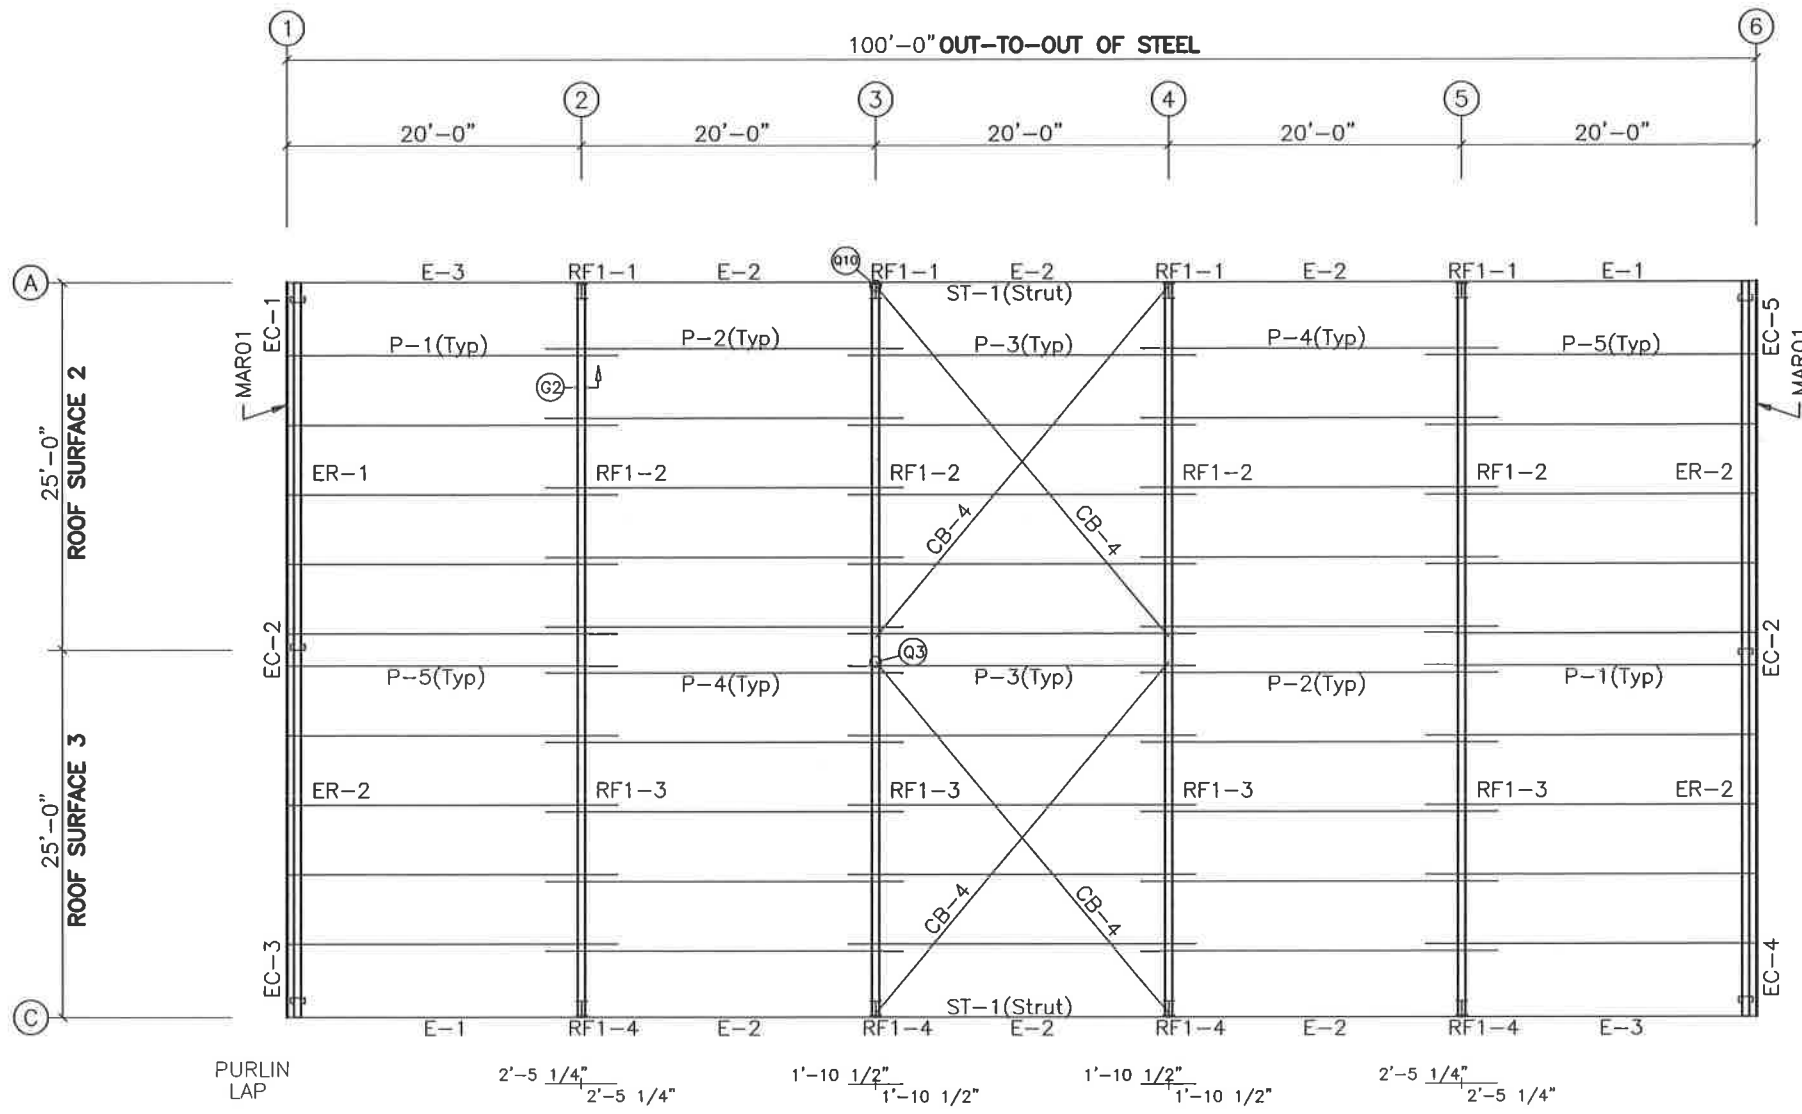 1
6
100'-0" OUT-TO-OUT OF STEEL
2
3
4
5
20'-0"
20'-0"
20'-0"
20'-0"
20'-0"
A
E-3
RF1-1
E-2
Q10
RF1-1
E-2
RF1-1
E-2
RF1-1
E-1
ST-1(Strut)
EC-1
EC-5
MAR01
MAR01
P-1(Typ)
P-2(Typ)
P-3(Typ)
P-4(Typ)
P-5(Typ)
G2
25'-0"
ROOF SURFACE 2
ER-1
RF1-2
RF1-2
RF1-2
RF1-2
ER-2
CB-4
CB-4
EC-2
EC-2
Q3
P-5(Typ)
P-4(Typ)
P-3(Typ)
P-2(Typ)
P-1(Typ)
25'-0"
ROOF SURFACE 3
ER-2
RF1-3
RF1-3
RF1-3
RF1-3
ER-2
CB-4
CB-4
EC-3
EC-4
ST-1(Strut)
C
E-1
RF1-4
E-2
RF1-4
E-2
RF1-4
E-2
RF1-4
E-3
PURLIN
LAP
2'-5 1/4"
2'-5 1/4"
1'-10 1/2"
1'-10 1/2"
1'-10 1/2"
1'-10 1/2"
2'-5 1/4"
2'-5 1/4"